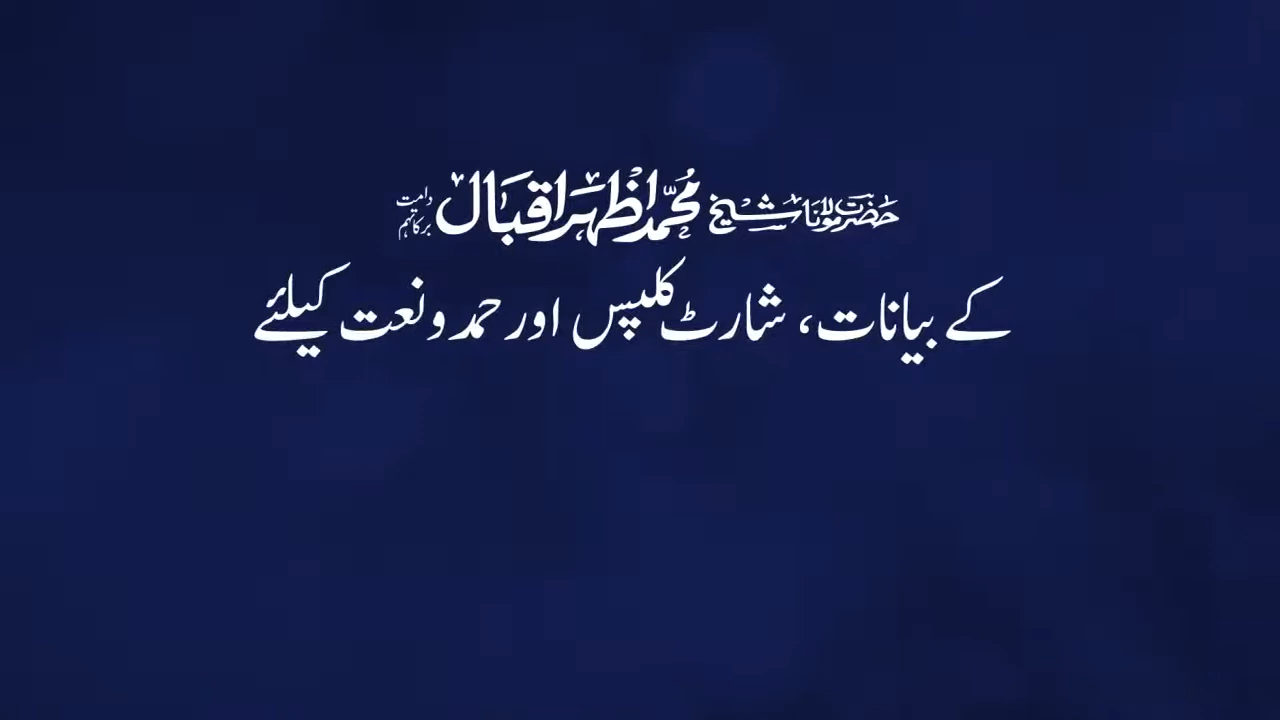 حضرت مولانا شیخ محمد اظہر اقبال دامت برکاتہم
کے بیانات، شارٹ کلپس اور حمد و نعت کیلئے